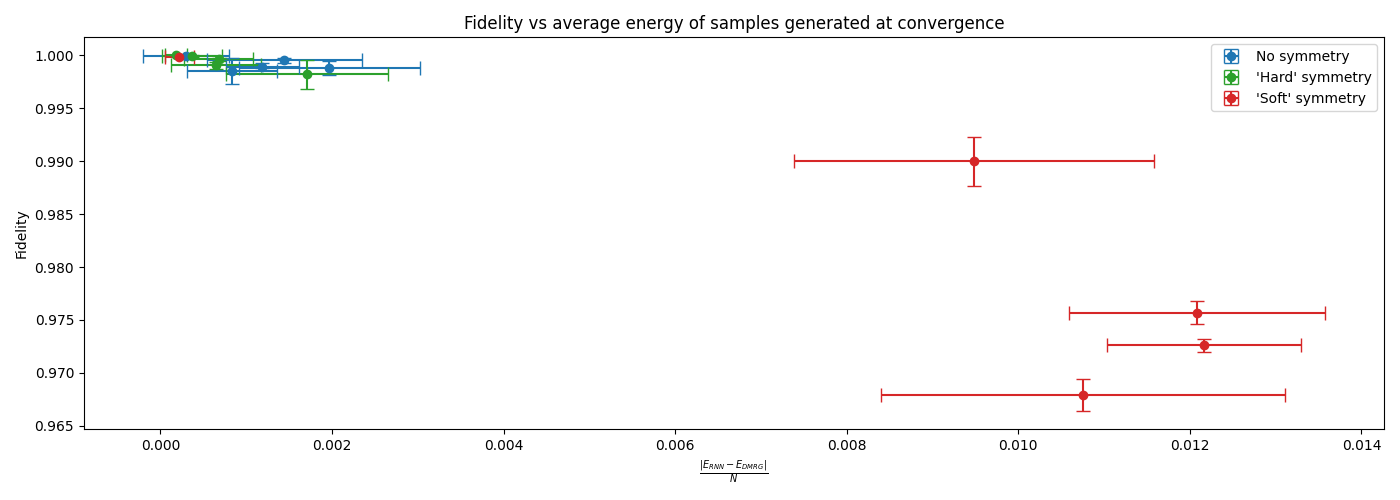 Fidelity vs average energy of samples generated at convergence
1.000
0.995
0.990
0.985
0.980
0.975
0.970
0.965
Fidelity
No symmetry
'Hard' symmetry
'Soft' symmetry
0.000 0.002 0.004 0.006 0.008 0.010 0.012 0.014
|E_RNN − E_DMRG|
N